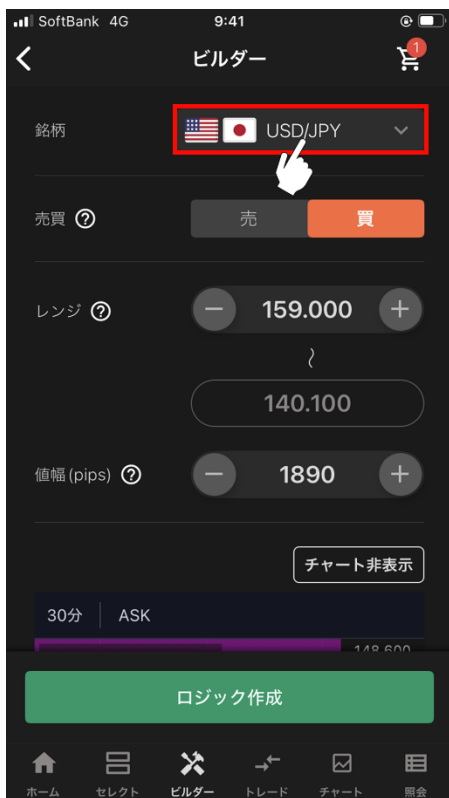 SoftBank 4G 9:41
ビルダー 1
銘柄 USD/JPY
売買 ? 売 買
レンジ ? − 159.000 +
〜
140.100
値幅(pips) ? − 1890 +
チャート非表示
30分 ASK
148.600
ロジック作成
ホーム セレクト ビルダー トレード チャート 照会